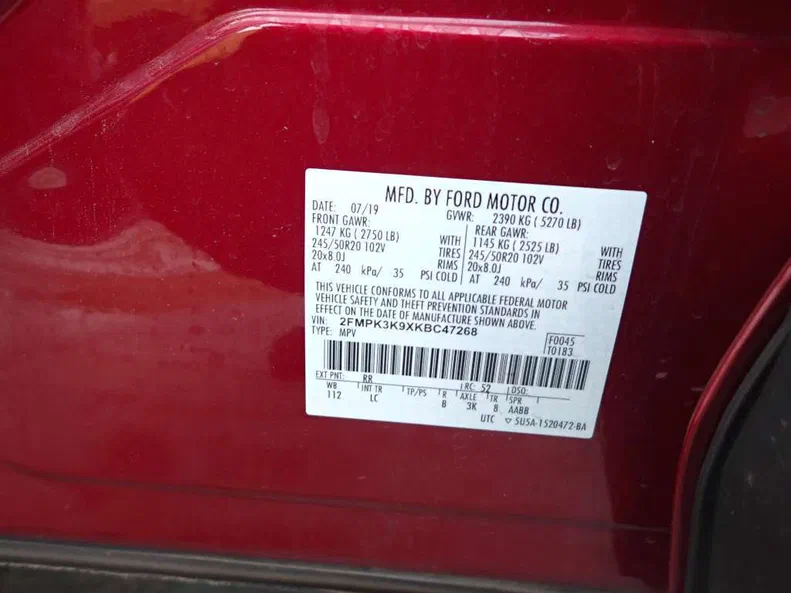 MFD. BY FORD MOTOR CO.
DATE: 07/19 GVWR: 2390 KG ( 5270 LB)
FRONT GAWR: REAR GAWR:
1247 KG ( 2750 LB) WITH 1145 KG ( 2525 LB) WITH
245/50R20 102V TIRES 245/50R20 102V TIRES
20x8.0J RIMS 20x8.0J RIMS
AT 240 kPa/ 35 PSI COLD AT 240 kPa/ 35 PSI COLD
THIS VEHICLE CONFORMS TO ALL APPLICABLE FEDERAL MOTOR
VEHICLE SAFETY AND THEFT PREVENTION STANDARDS IN
EFFECT ON THE DATE OF MANUFACTURE SHOWN ABOVE.
VIN: 2FMPK3K9XKBC47268 F0045
TYPE: MPV T0183
EXT PNT: RR RC: 52 DSO:
WB INT TR TP/PS R AXLE TR SPR
112 LC B 3K 8 AABB
UTC ▽ 5U5A-1520472-BA